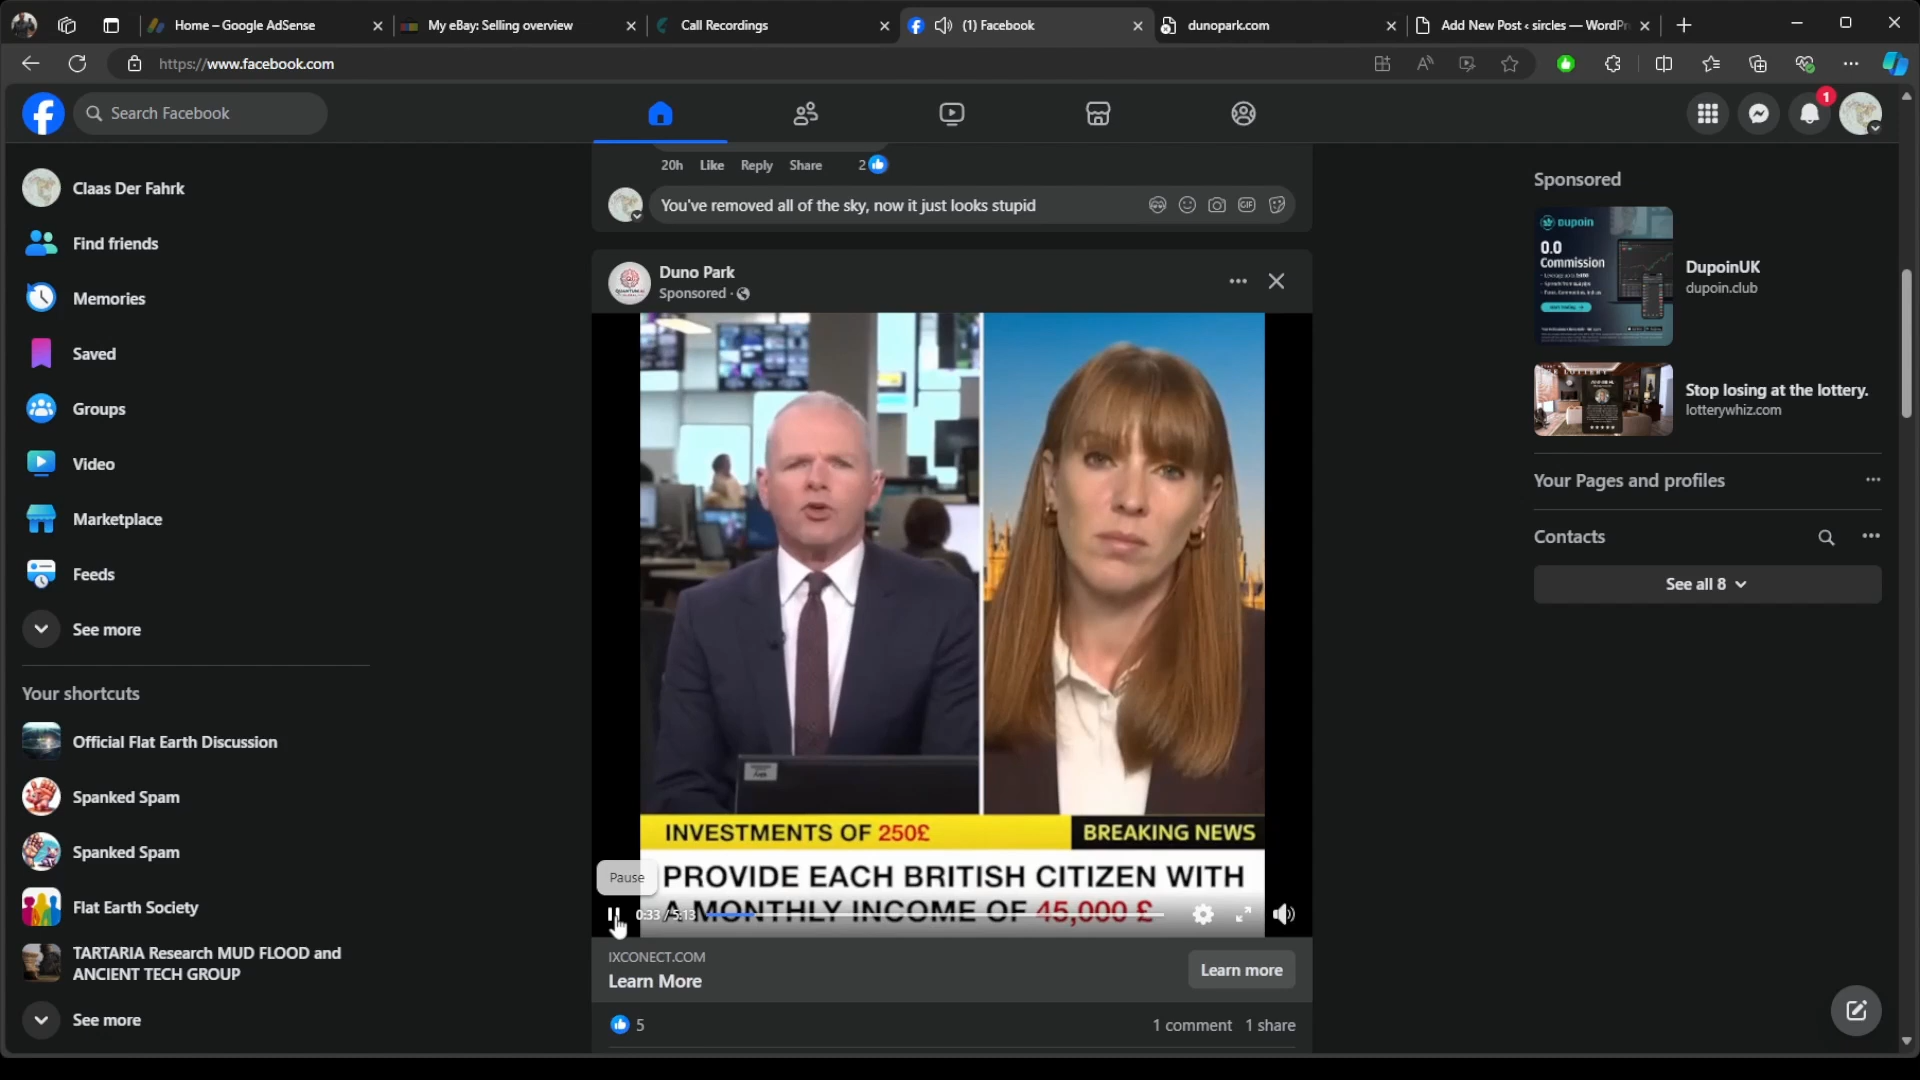 Home – Google AdSense
My eBay: Selling overview
Call Recordings
(1) Facebook
dunopark.com
Add New Post ‹ sircles — WordPr
https://www.facebook.com
Search Facebook
1
Claas Der Fahrk
Find friends
Memories
Saved
Groups
Video
Marketplace
Feeds
See more
Your shortcuts
Official Flat Earth Discussion
Spanked Spam
Spanked Spam
Flat Earth Society
TARTARIA Research MUD FLOOD and
ANCIENT TECH GROUP
See more
20h Like Reply Share 2
You've removed all of the sky, now it just looks stupid
GIF
Duno Park
Sponsored ·
INVESTMENTS OF 250£
BREAKING NEWS
PROVIDE EACH BRITISH CITIZEN WITH
A MONTHLY INCOME OF 45,000 £
Pause
0:33 / 5:13
IXCONECT.COM
Learn More
Learn more
5
1 comment 1 share
Sponsored
Dupoin
0.0
Commission
DupoinUK
dupoin.club
Stop losing at the lottery.
lotterywhiz.com
Your Pages and profiles
Contacts
See all 8